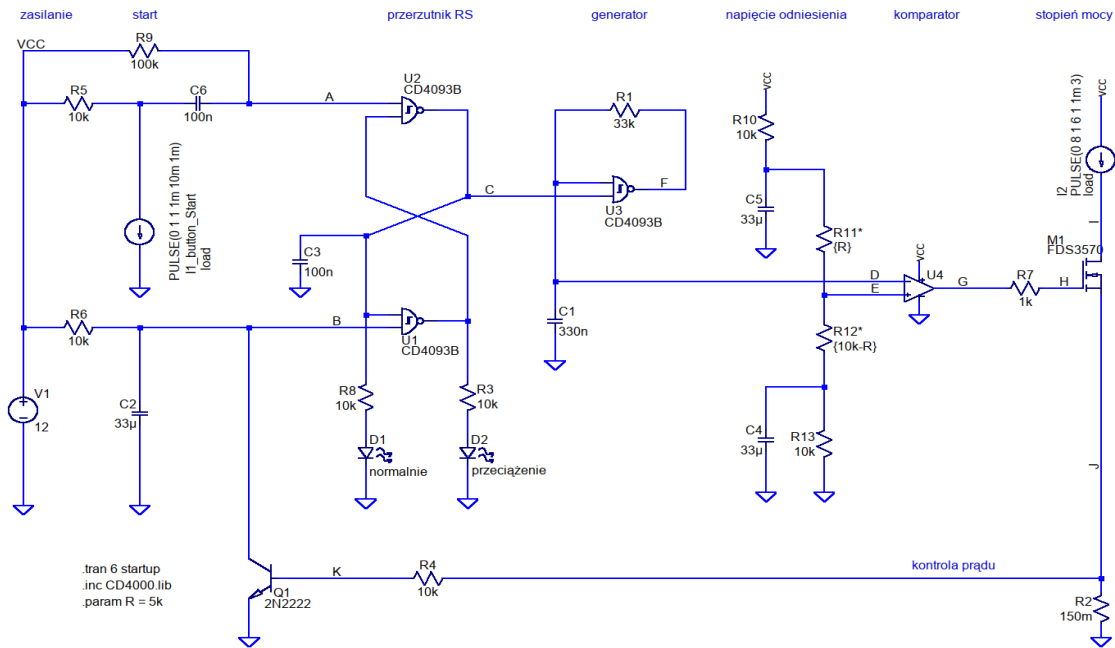 zasilanie
start
przerzutnik RS
generator
napięcie odniesienia
komparator
stopień mocy
VCC
R9
100k
R5
10k
C6
100n
A
U2
CD4093B
R1
33k
F
U3
CD4093B
C
VCC
R10
10k
C5
33µ
R11*
{R}
VCC
I2
PULSE(0 8 1 6 1 1m 3)
load
I
M1
FDS3570
PULSE(0 1 1 1m 10m 1m)
I1_button_Start
load
C3
100n
D
E
VCC
U4
G
R7
1k
H
R6
10k
B
U1
CD4093B
C1
330n
R12*
{10k-R}
V1
12
C2
33µ
R8
10k
R3
10k
C4
33µ
R13
10k
D1
normalnie
D2
przeciążenie
J
.tran 6 startup
.inc CD4000.lib
.param R = 5k
K
Q1
2N2222
R4
10k
kontrola prądu
R2
150m